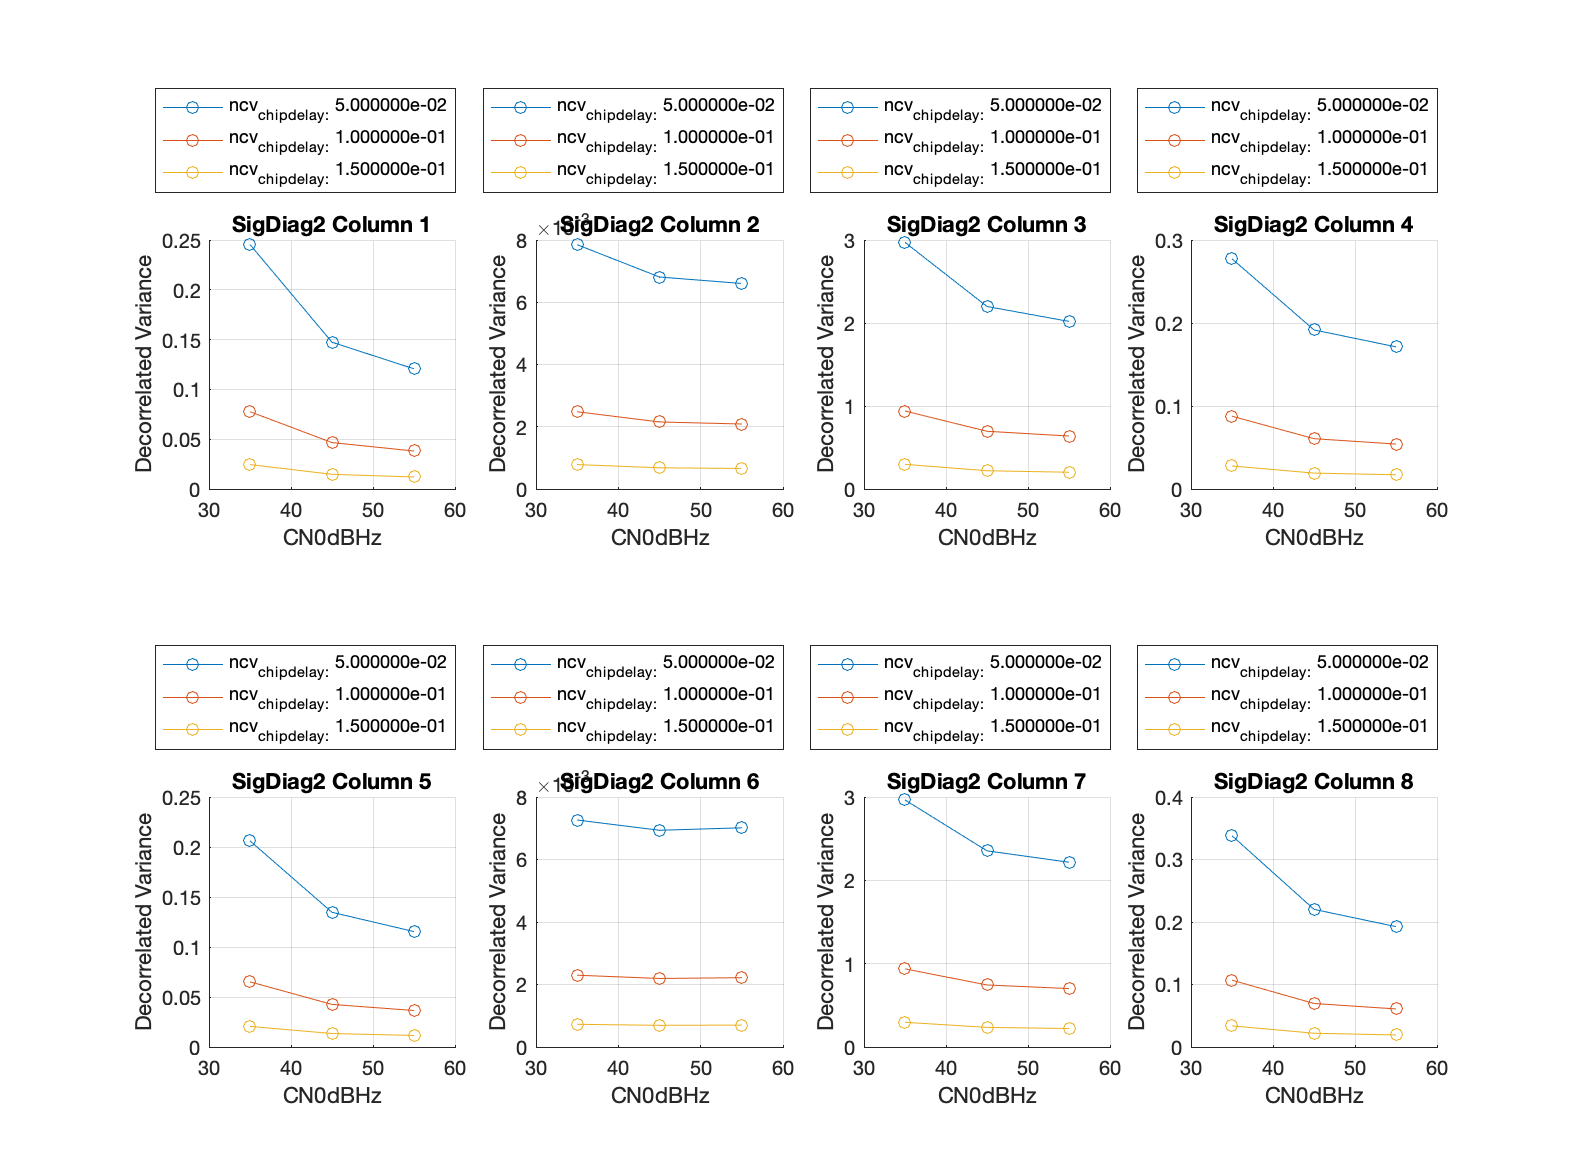 ncv chipdelay: 5.000000e-02
ncv chipdelay: 1.000000e-01
ncv chipdelay: 1.500000e-01
SigDiag2 Column 1
0.25
0.2
0.15
0.1
0.05
0
Decorrelated Variance
30 40 50 60
CN0dBHz
ncv chipdelay: 5.000000e-02
ncv chipdelay: 1.000000e-01
ncv chipdelay: 1.500000e-01
×10-3
SigDiag2 Column 2
8
6
4
2
0
Decorrelated Variance
30 40 50 60
CN0dBHz
ncv chipdelay: 5.000000e-02
ncv chipdelay: 1.000000e-01
ncv chipdelay: 1.500000e-01
SigDiag2 Column 3
3
2
1
0
Decorrelated Variance
30 40 50 60
CN0dBHz
ncv chipdelay: 5.000000e-02
ncv chipdelay: 1.000000e-01
ncv chipdelay: 1.500000e-01
SigDiag2 Column 4
0.3
0.2
0.1
0
Decorrelated Variance
30 40 50 60
CN0dBHz
ncv chipdelay: 5.000000e-02
ncv chipdelay: 1.000000e-01
ncv chipdelay: 1.500000e-01
SigDiag2 Column 5
0.25
0.2
0.15
0.1
0.05
0
Decorrelated Variance
30 40 50 60
CN0dBHz
ncv chipdelay: 5.000000e-02
ncv chipdelay: 1.000000e-01
ncv chipdelay: 1.500000e-01
×10-3
SigDiag2 Column 6
8
6
4
2
0
Decorrelated Variance
30 40 50 60
CN0dBHz
ncv chipdelay: 5.000000e-02
ncv chipdelay: 1.000000e-01
ncv chipdelay: 1.500000e-01
SigDiag2 Column 7
3
2
1
0
Decorrelated Variance
30 40 50 60
CN0dBHz
ncv chipdelay: 5.000000e-02
ncv chipdelay: 1.000000e-01
ncv chipdelay: 1.500000e-01
SigDiag2 Column 8
0.4
0.3
0.2
0.1
0
Decorrelated Variance
30 40 50 60
CN0dBHz